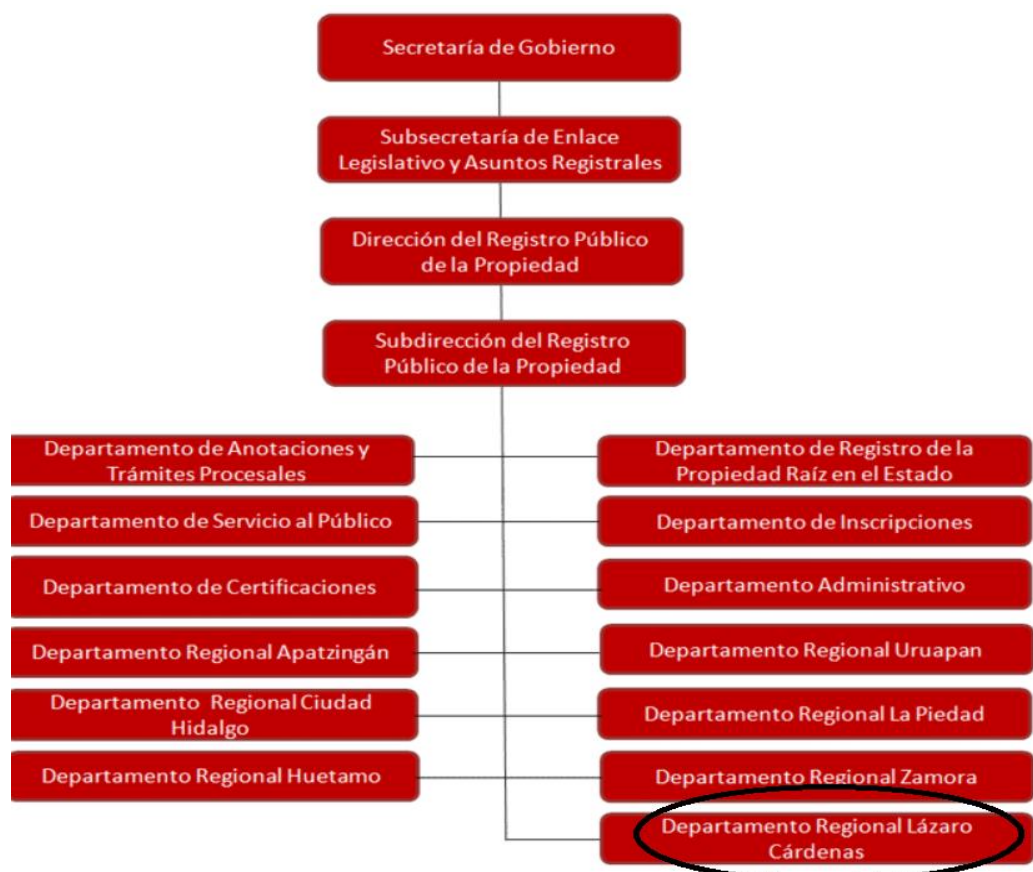 Secretaría de Gobierno
Subsecretaría de Enlace
Legislativo y Asuntos Registrales
Dirección del Registro Público
de la Propiedad
Subdirección del Registro
Público de la Propiedad
Departamento de Anotaciones y
Trámites Procesales
Departamento de Registro de la
Propiedad Raíz en el Estado
Departamento de Servicio al Público
Departamento de Inscripciones
Departamento de Certificaciones
Departamento Administrativo
Departamento Regional Apatzingán
Departamento Regional Uruapan
Departamento Regional Ciudad
Hidalgo
Departamento Regional La Piedad
Departamento Regional Huetamo
Departamento Regional Zamora
Departamento Regional Lázaro
Cárdenas